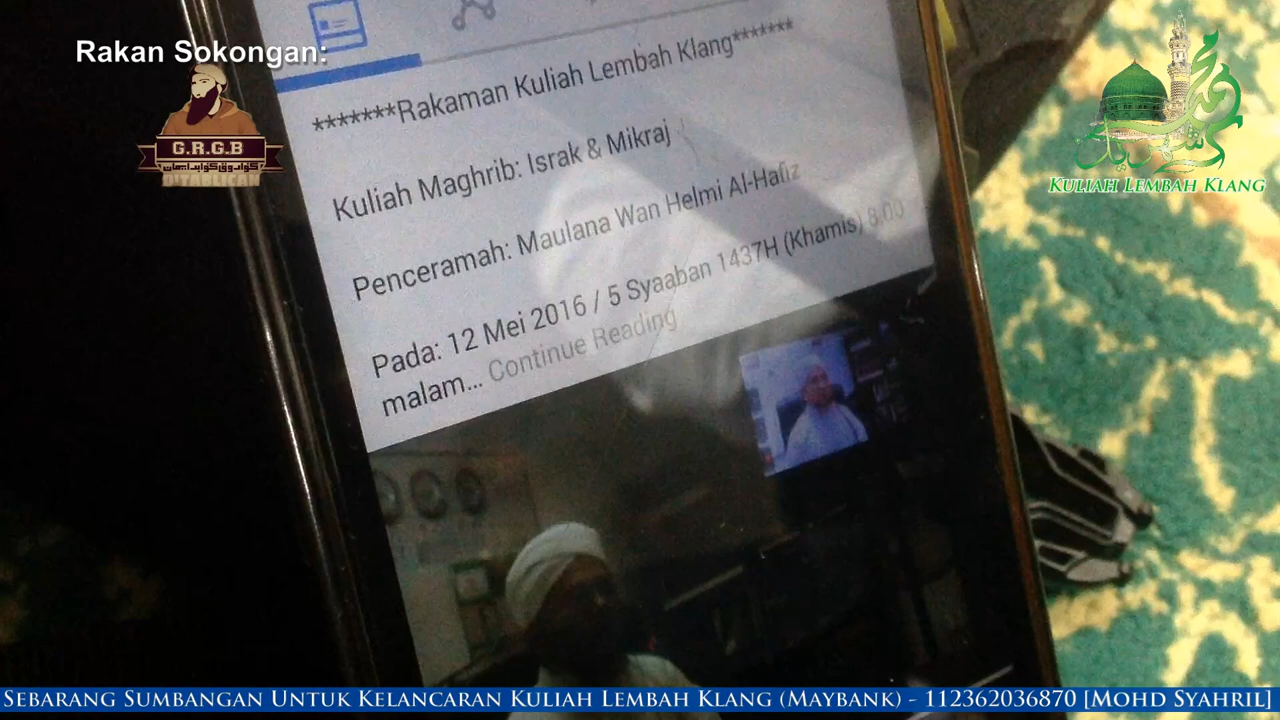 Rakan Sokongan:
G.R.G.B
KULIAH LEMBAH KLANG
*******Rakaman Kuliah Lembah Klang*******
Kuliah Maghrib: Israk & Mikraj
Penceramah: Maulana Wan Helmi Al-Hafiz
Pada: 12 Mei 2016 / 5 Syaaban 1437H (Khamis) 8.00
malam... Continue Reading
SEBARANG SUMBANGAN UNTUK KELANCARAN KULIAH LEMBAH KLANG (MAYBANK) - 112362036870 [MOHD SYAHRIL]